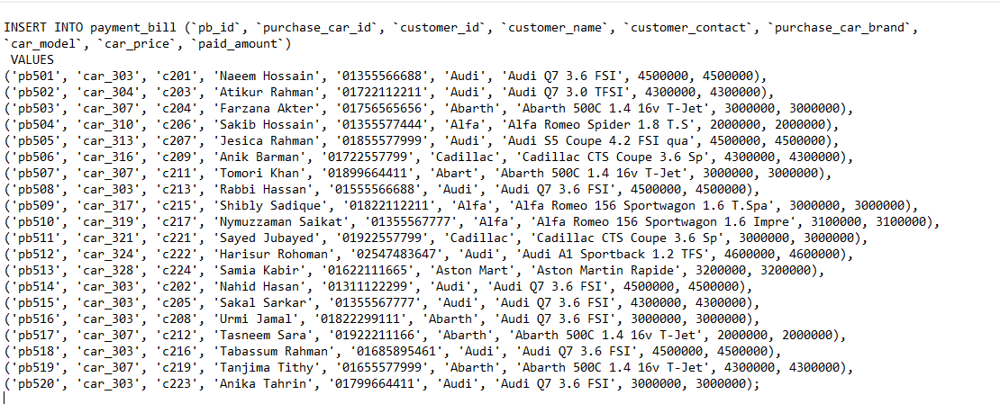 INSERT INTO payment_bill (`pb_id`, `purchase_car_id`, `customer_id`, `customer_name`, `customer_contact`, `purchase_car_brand`,
`car_model`, `car_price`, `paid_amount`)
VALUES
('pb501', 'car_303', 'c201', 'Naeem Hossain', '01355566688', 'Audi', 'Audi Q7 3.6 FSI', 4500000, 4500000),
('pb502', 'car_304', 'c203', 'Atikur Rahman', '01722112211', 'Audi', 'Audi Q7 3.0 TFSI', 4300000, 4300000),
('pb503', 'car_307', 'c204', 'Farzana Akter', '01756565656', 'Abarth', 'Abarth 500C 1.4 16v T-Jet', 3000000, 3000000),
('pb504', 'car_310', 'c206', 'Sakib Hossain', '01355577444', 'Alfa', 'Alfa Romeo Spider 1.8 T.S', 2000000, 2000000),
('pb505', 'car_313', 'c207', 'Jesica Rahman', '01855577999', 'Audi', 'Audi S5 Coupe 4.2 FSI qua', 4500000, 4500000),
('pb506', 'car_316', 'c209', 'Anik Barman', '01722557799', 'Cadillac', 'Cadillac CTS Coupe 3.6 Sp', 4300000, 4300000),
('pb507', 'car_307', 'c211', 'Tomori Khan', '01899664411', 'Abart', 'Abarth 500C 1.4 16v T-Jet', 3000000, 3000000),
('pb508', 'car_303', 'c213', 'Rabbi Hassan', '01555566688', 'Audi', 'Audi Q7 3.6 FSI', 4500000, 4500000),
('pb509', 'car_317', 'c215', 'Shibly Sadique', '01822112211', 'Alfa', 'Alfa Romeo 156 Sportwagon 1.6 T.Spa', 3000000, 3000000),
('pb510', 'car_319', 'c217', 'Nymuzzaman Saikat', '01355567777', 'Alfa', 'Alfa Romeo 156 Sportwagon 1.6 Impre', 3100000, 3100000),
('pb511', 'car_321', 'c221', 'Sayed Jubayed', '01922557799', 'Cadillac', 'Cadillac CTS Coupe 3.6 Sp', 3000000, 3000000),
('pb512', 'car_324', 'c222', 'Harisur Rohoman', '02547483647', 'Audi', 'Audi A1 Sportback 1.2 TFS', 4600000, 4600000),
('pb513', 'car_328', 'c224', 'Samia Kabir', '01622111665', 'Aston Mart', 'Aston Martin Rapide', 3200000, 3200000),
('pb514', 'car_303', 'c202', 'Nahid Hasan', '01311122299', 'Audi', 'Audi Q7 3.6 FSI', 4500000, 4500000),
('pb515', 'car_303', 'c205', 'Sakal Sarkar', '01355567777', 'Audi', 'Audi Q7 3.6 FSI', 4300000, 4300000),
('pb516', 'car_303', 'c208', 'Urmi Jamal', '01822299111', 'Abarth', 'Audi Q7 3.6 FSI', 3000000, 3000000),
('pb517', 'car_307', 'c212', 'Tasneem Sara', '01922211166', 'Abarth', 'Abarth 500C 1.4 16v T-Jet', 2000000, 2000000),
('pb518', 'car_303', 'c216', 'Tabassum Rahman', '01685895461', 'Audi', 'Audi Q7 3.6 FSI', 4500000, 4500000),
('pb519', 'car_307', 'c219', 'Tanjima Tithy', '01655577999', 'Abarth', 'Abarth 500C 1.4 16v T-Jet', 4300000, 4300000),
('pb520', 'car_303', 'c223', 'Anika Tahrin', '01799664411', 'Audi', 'Audi Q7 3.6 FSI', 3000000, 3000000);